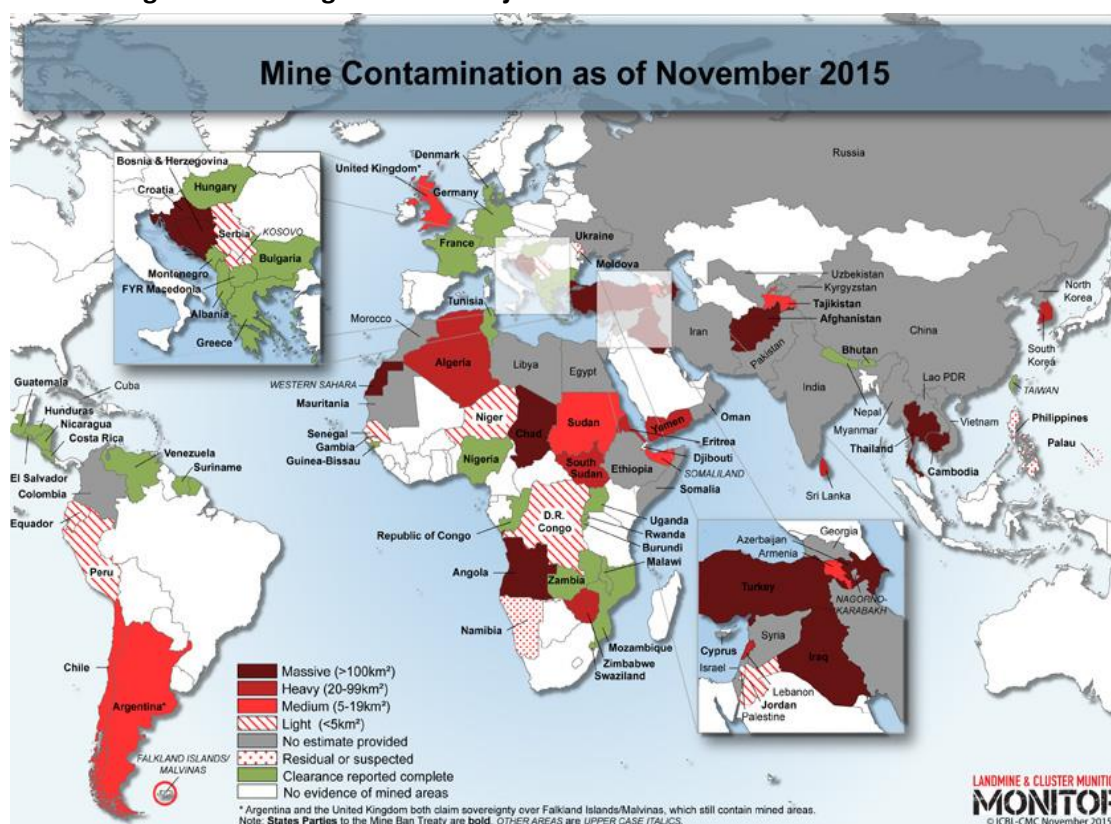 Mine Contamination as of November 2015
Bosnia & Herzegovina
Croatia
Hungary
Serbia
KOSOVO
Bulgaria
Montenegro
FYR Macedonia
Albania
Greece
Denmark
United Kingdom*
Germany
France
Ukraine
Moldova
Russia
Uzbekistan
Kyrgyzstan
Tajikistan
Afghanistan
North
Korea
South
Korea
China
Iran
Pakistan
Bhutan
India
Nepal
Myanmar
Lao PDR
TAIWAN
Vietnam
Thailand
Cambodia
Philippines
Palau
Sri Lanka
Tunisia
Morocco
Algeria
Libya
Egypt
WESTERN SAHARA
Mauritania
Niger
Chad
Sudan
Yemen
Oman
Senegal
Gambia
Guinea-Bissau
Nigeria
South
Sudan
Ethiopia
Eritrea
Djibouti
SOMALILAND
Somalia
D.R.
Congo
Republic of Congo
Uganda
Rwanda
Burundi
Malawi
Angola
Zambia
Namibia
Mozambique
Zimbabwe
Swaziland
Guatemala
Cuba
Hunduras
Nicaragua
Costa Rica
El Salvador
Venezuela
Suriname
Colombia
Equador
Peru
Chile
Argentina*
FALKLAND ISLANDS/
MALVINAS
Georgia
Azerbaijan
Armenia
Turkey
NAGORNO-
KARABAKH
Cyprus
Syria
Israel
Iraq
Lebanon
Jordan
Palestine
Massive (>100km²)
Heavy (20-99km²)
Medium (5-19km²)
Light (<5km²)
No estimate provided
Residual or suspected
Clearance reported complete
No evidence of mined areas
* Argentina and the United Kingdom both claim sovereignty over Falkland Islands/Malvinas, which still contain mined areas.
Note: States Parties to the Mine Ban Treaty are bold, OTHER AREAS are UPPER CASE ITALICS.
LANDMINE & CLUSTER MUNITIO
MONITOR
© ICBL-CMC November 2015